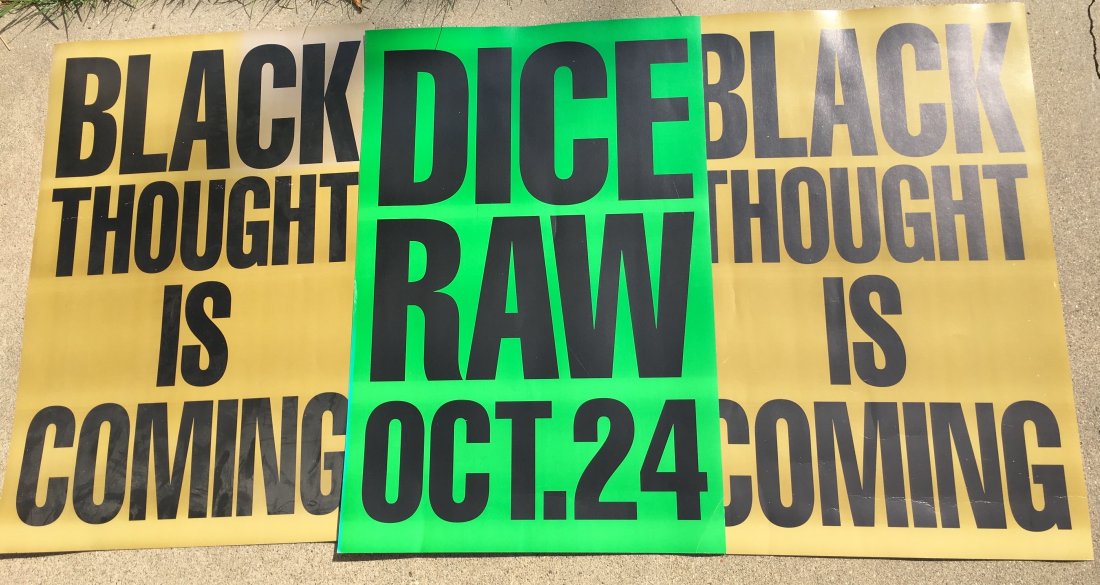 BLACK
THOUGHT
IS
COMING
DICE
RAW
OCT.24
BLACK
THOUGHT
IS
COMING